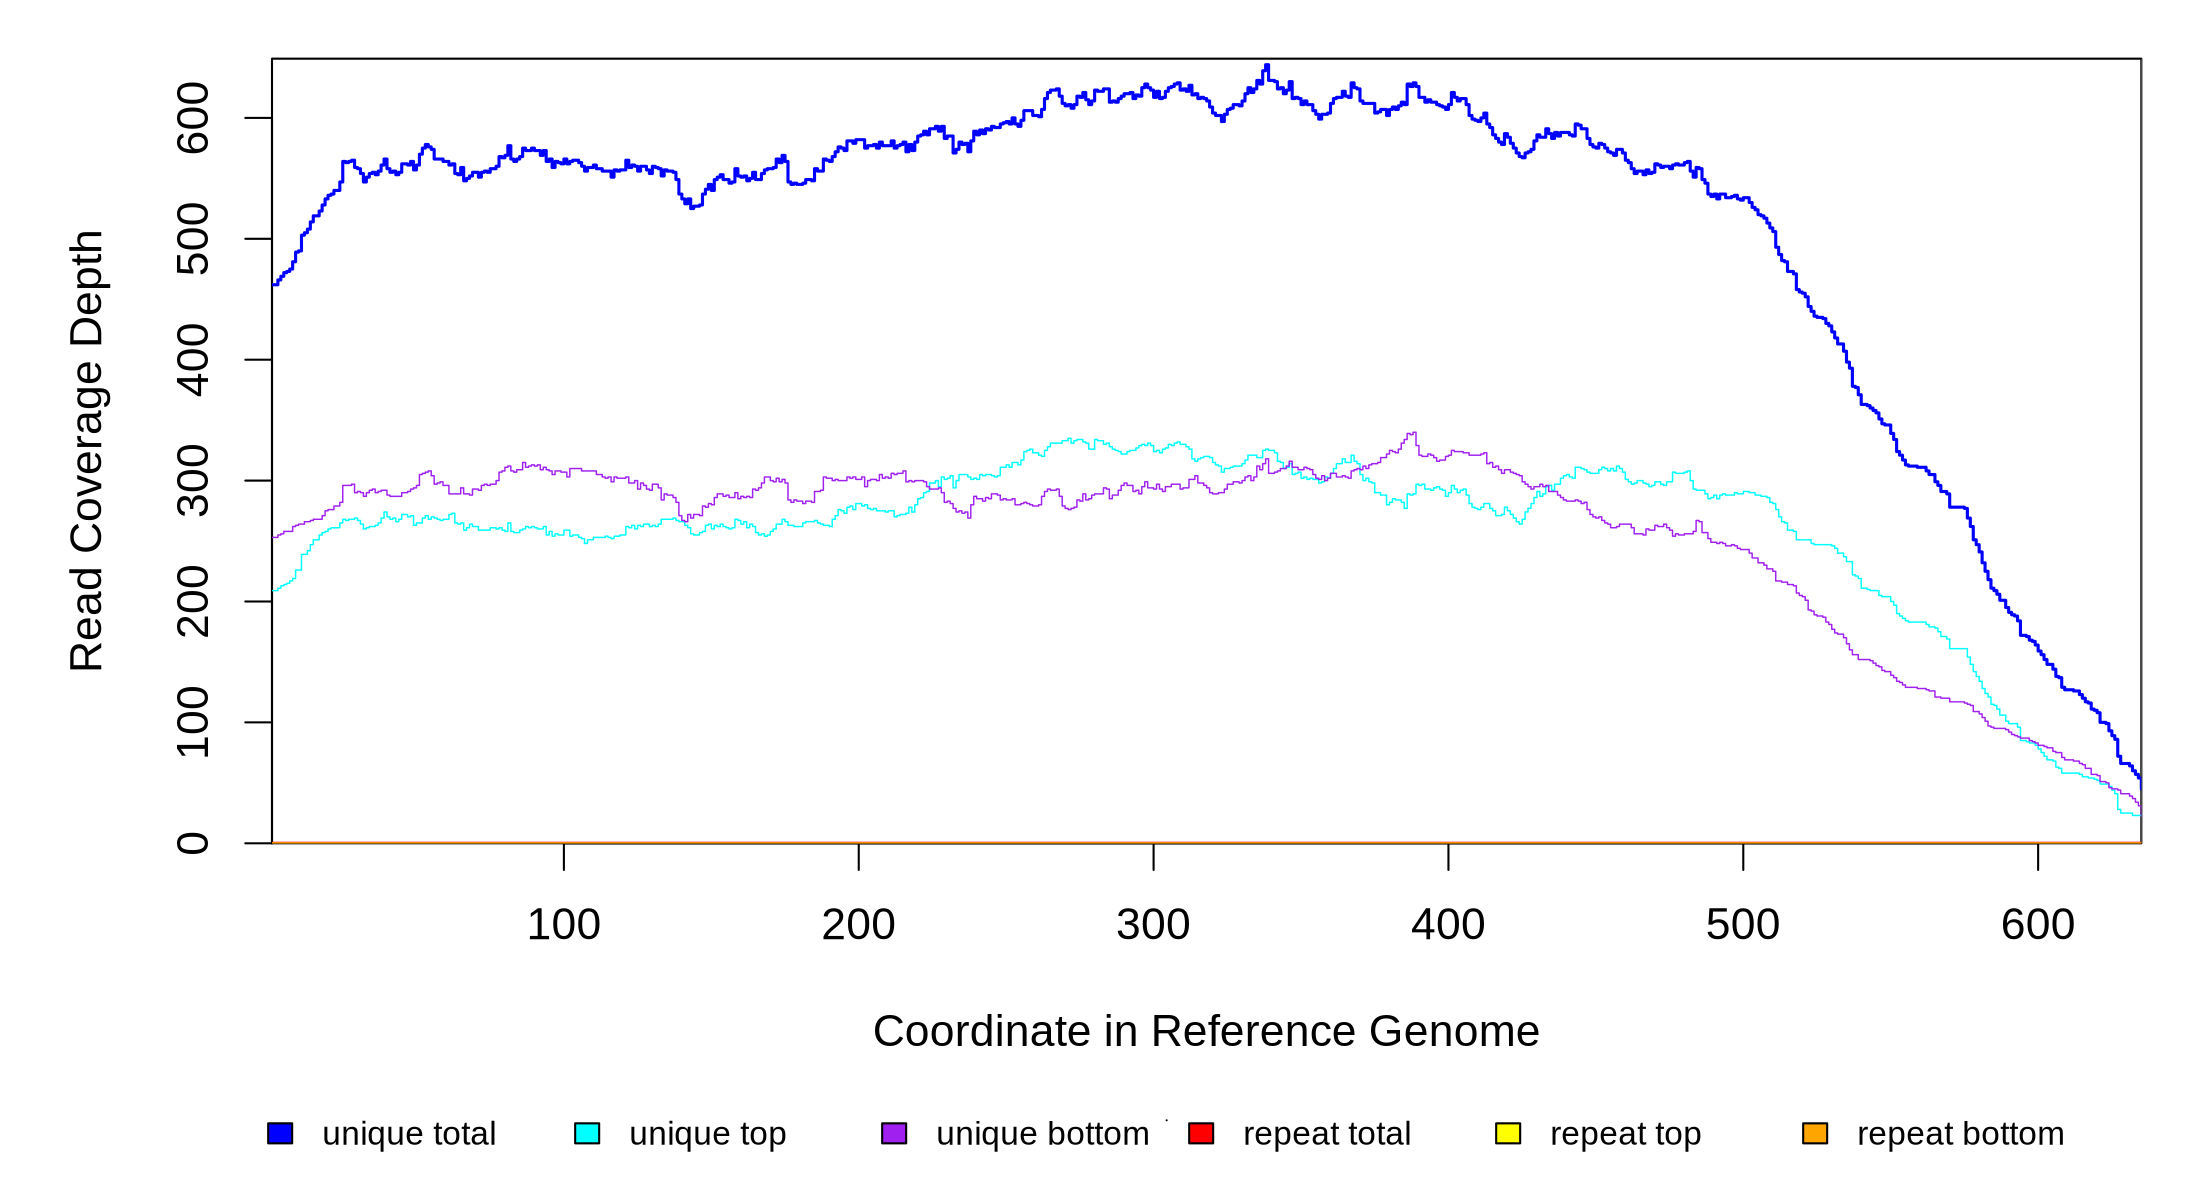 Read Coverage Depth
600
500
400
300
200
100
0
100 200 300 400 500 600
Coordinate in Reference Genome
unique total unique top unique bottom repeat total repeat top repeat bottom